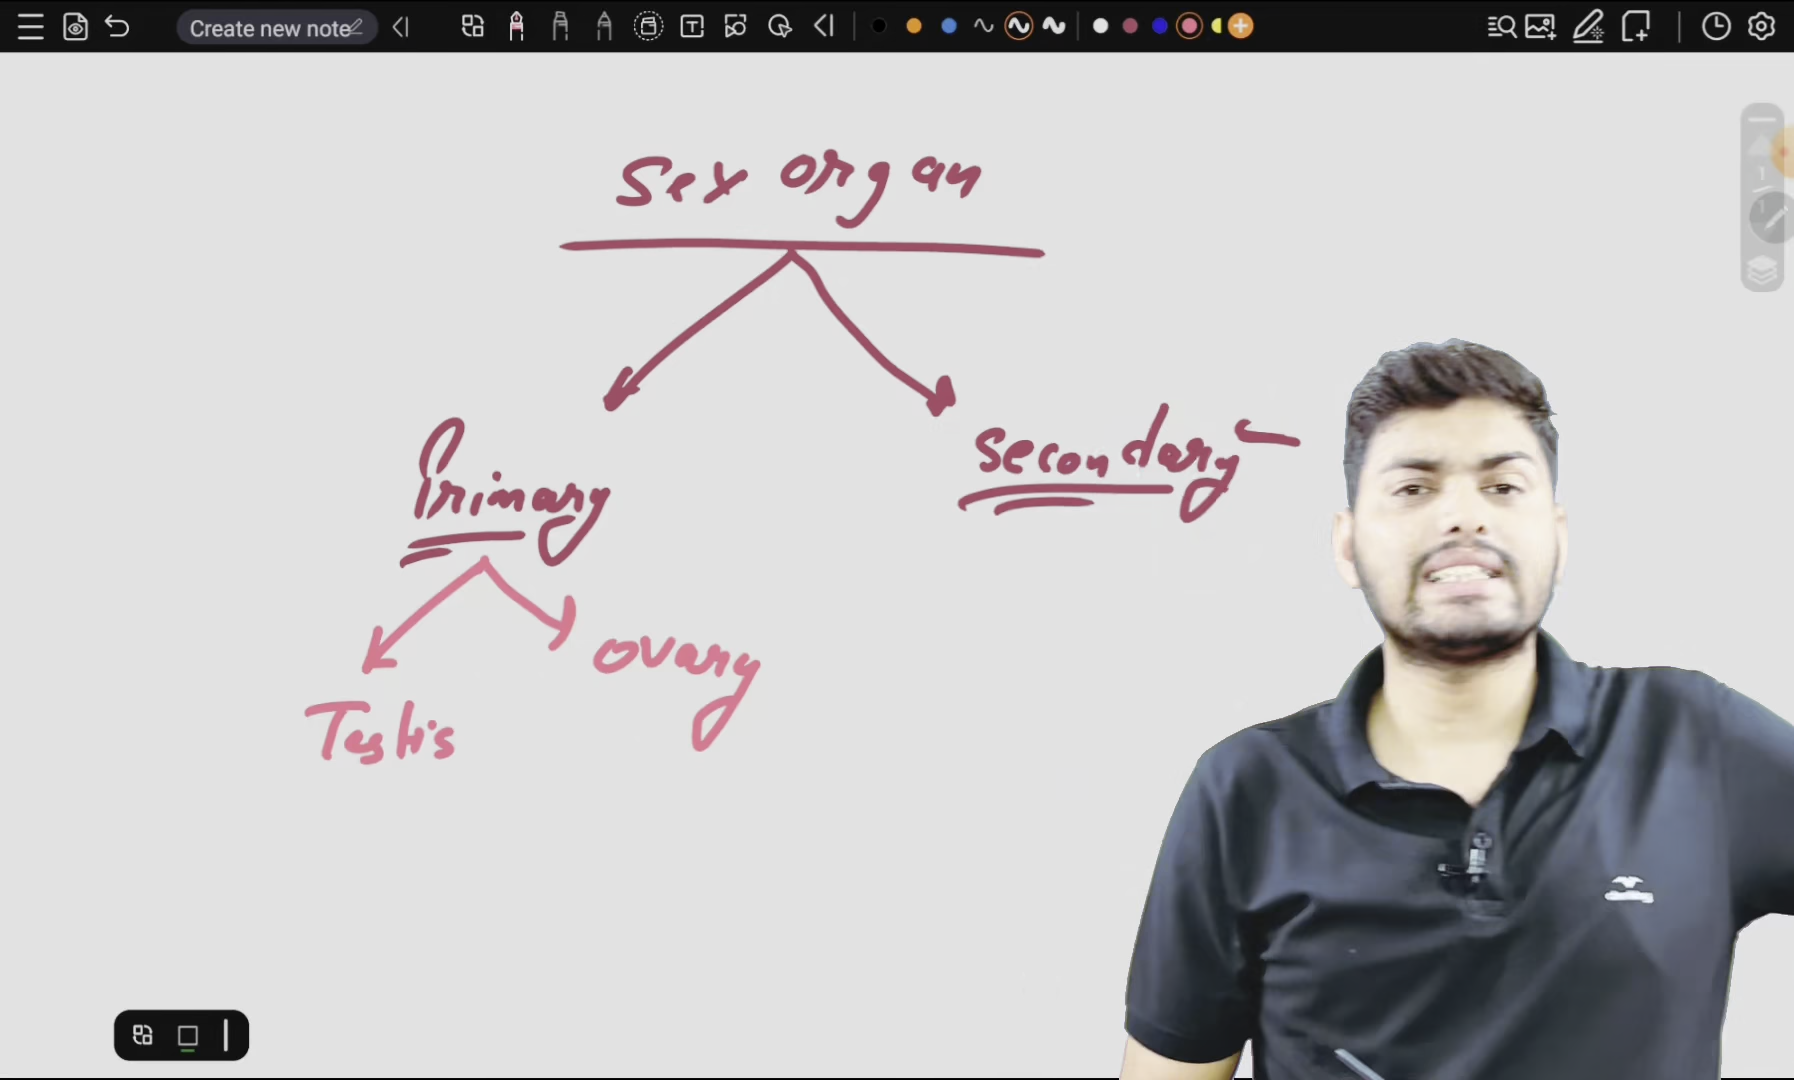 Create new note
Sex organ
Primary
Secondary
Testis
ovary